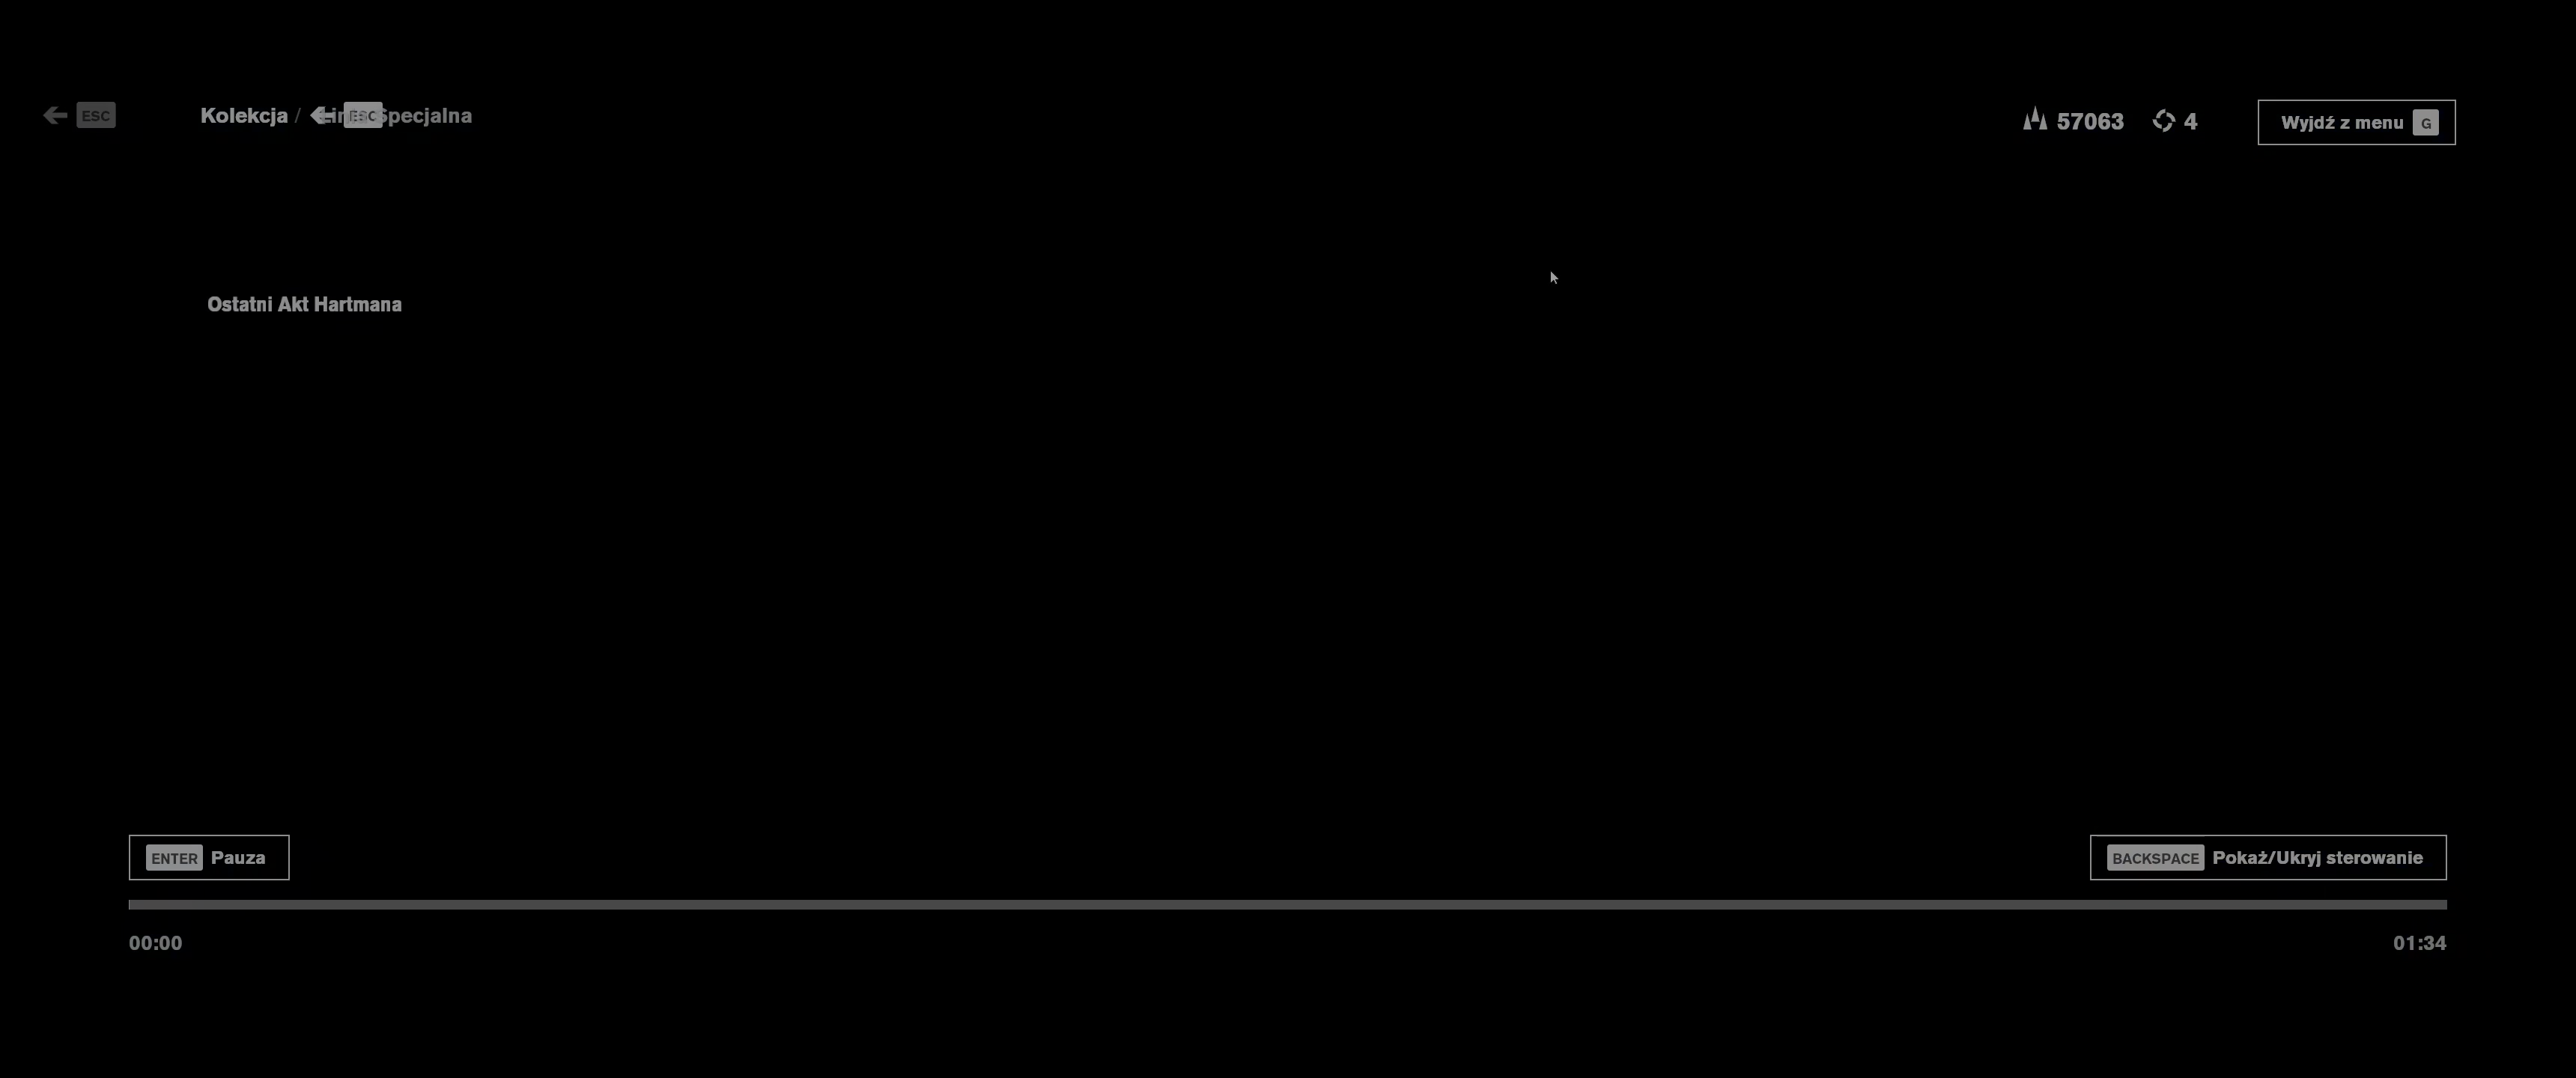 ESC
Kolekcja / Specjalna
57063
4
Wyjdź z menu G
Ostatni Akt Hartmana
ENTER Pauza
BACKSPACE Pokaż/Ukryj sterowanie
00:00
01:34